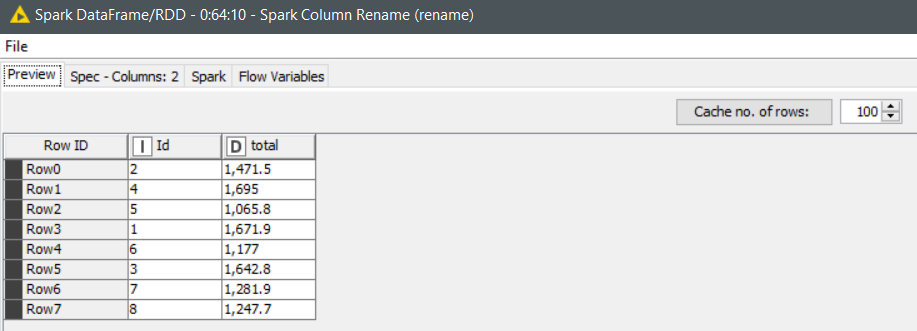 Spark DataFrame/RDD - 0:64:10 - Spark Column Rename (rename)
File
Preview Spec - Columns: 2 Spark Flow Variables
Cache no. of rows: 100
Row ID I Id D total
Row0 2 1,471.5
Row1 4 1,695
Row2 5 1,065.8
Row3 1 1,671.9
Row4 6 1,177
Row5 3 1,642.8
Row6 7 1,281.9
Row7 8 1,247.7